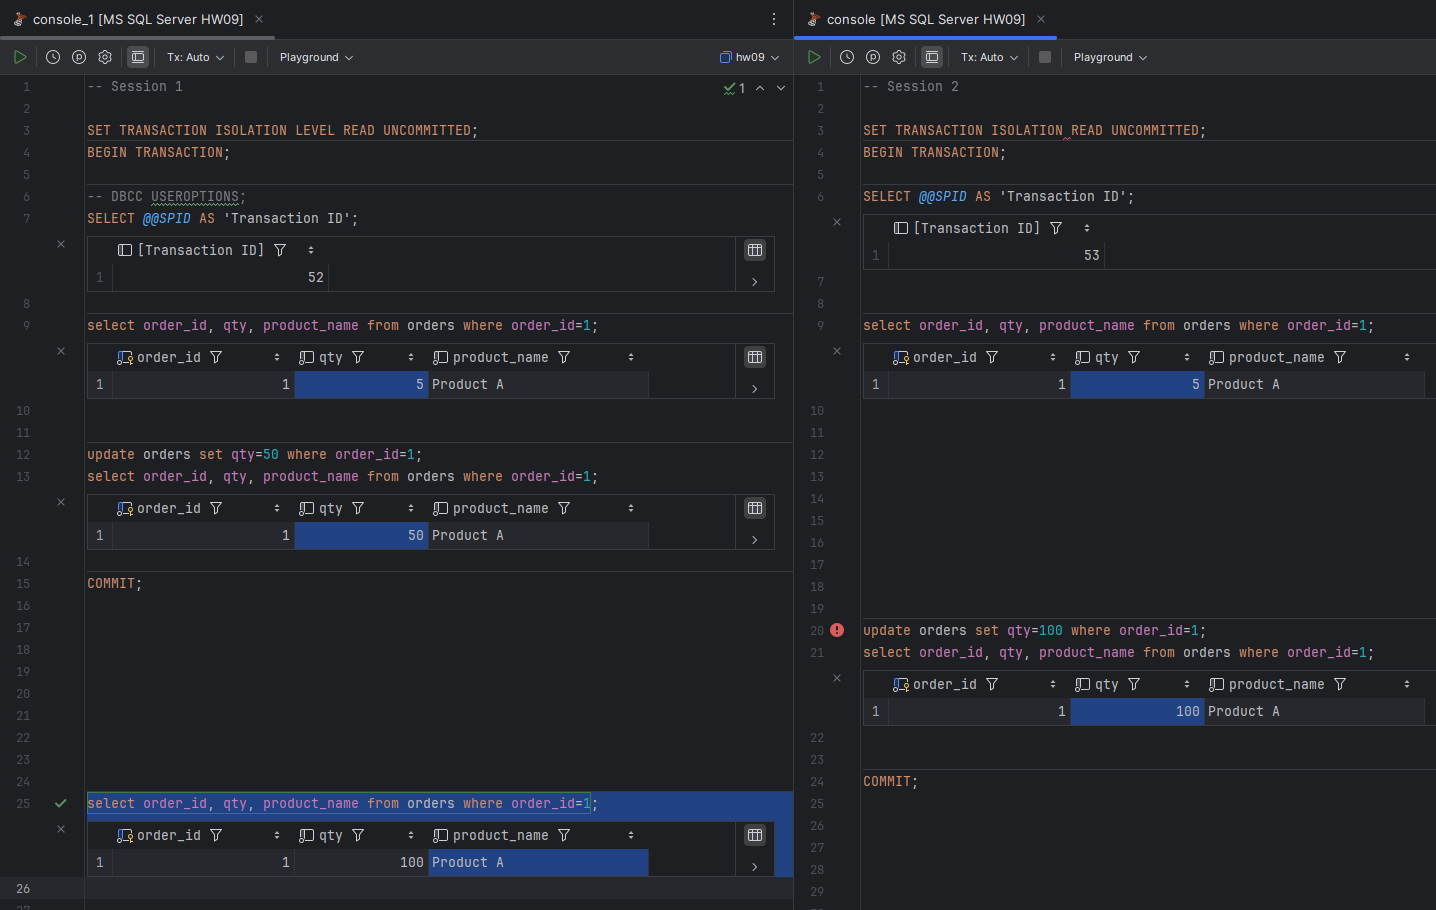 console_1 [MS SQL Server HW09]
Tx: Auto
Playground
hw09
1
1 -- Session 1
2
3 SET TRANSACTION ISOLATION LEVEL READ UNCOMMITTED;
4 BEGIN TRANSACTION;
5
6 -- DBCC USEROPTIONS;
7 SELECT @@SPID AS 'Transaction ID';
[Transaction ID]
1 52
8
9 select order_id, qty, product_name from orders where order_id=1;
order_id qty product_name
1 1 5 Product A
10
11
12 update orders set qty=50 where order_id=1;
13 select order_id, qty, product_name from orders where order_id=1;
order_id qty product_name
1 1 50 Product A
14
15 COMMIT;
16
17
18
19
20
21
22
23
24
25 select order_id, qty, product_name from orders where order_id=1;
order_id qty product_name
1 1 100 Product A
26
27
console [MS SQL Server HW09]
Tx: Auto
Playground
1 -- Session 2
2
3 SET TRANSACTION ISOLATION READ UNCOMMITTED;
4 BEGIN TRANSACTION;
5
6 SELECT @@SPID AS 'Transaction ID';
[Transaction ID]
1 53
7
8
9 select order_id, qty, product_name from orders where order_id=1;
order_id qty product_name
1 1 5 Product A
10
11
12
13
14
15
16
17
18
19
20 update orders set qty=100 where order_id=1;
21 select order_id, qty, product_name from orders where order_id=1;
order_id qty product_name
1 1 100 Product A
22
23
24 COMMIT;
25
26
27
28
29